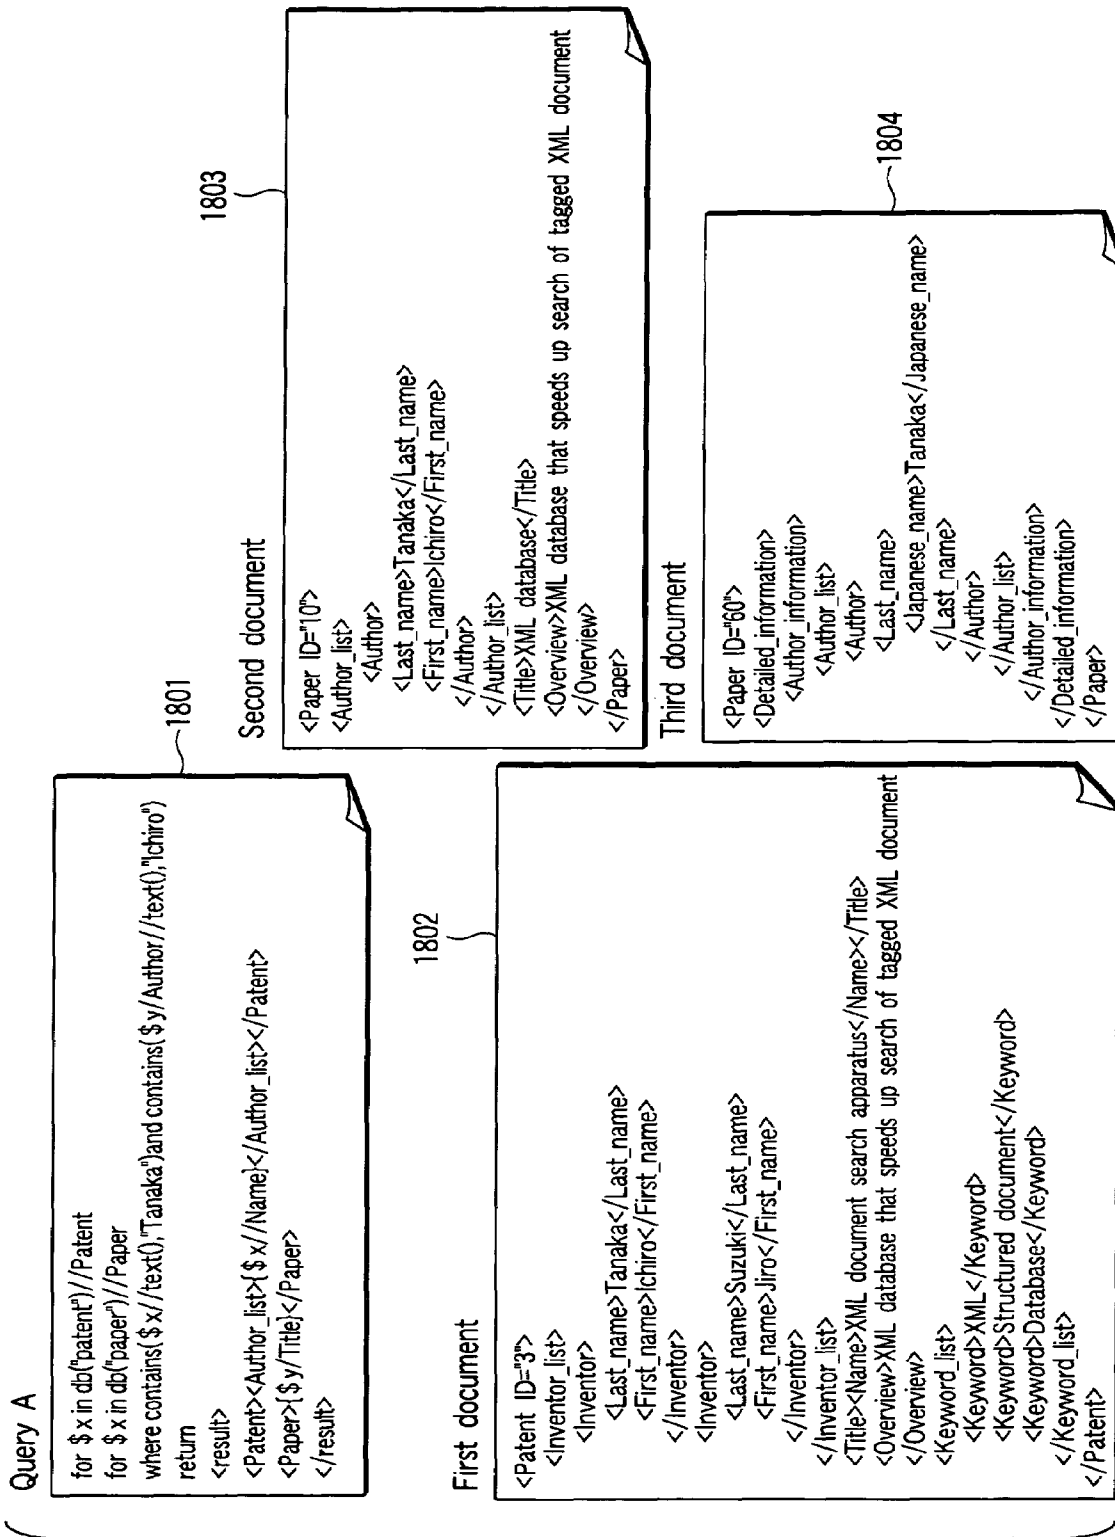 Query A
1801
for $x in db("patent")//Patent
for $x in db("paper")//Paper
where contains($x//text(),"Tanaka")and contains($y/Author//text(),"Ichiro")
return
<result>
<Patent><Author_list>{$x//Name}</Author_list></Patent>
<Paper>{$y/Title}</Paper>
</result>
First document
1802
<Patent ID="3">
<Inventor_list>
<Inventor>
<Last_name>Tanaka</Last_name>
<First_name>Ichiro</First_name>
</Inventor>
<Inventor>
<Last_name>Suzuki</Last_name>
<First_name>Jiro</First_name>
</Inventor>
</Inventor_list>
<Title><Name>XML document search apparatus</Name></Title>
<Overview>XML database that speeds up search of tagged XML document
</Overview>
<Keyword_list>
<Keyword>XML</Keyword>
<Keyword>Structured document</Keyword>
<Keyword>Database</Keyword>
</Keyword_list>
</Patent>
Second document
1803
<Paper ID="10">
<Author_list>
<Author>
<Last_name>Tanaka</Last_name>
<First_name>Ichiro</First_name>
</Author>
</Author_list>
<Title>XML database</Title>
<Overview>XML database that speeds up search of tagged XML document
</Overview>
</Paper>
Third document
1804
<Paper ID="60">
<Detailed_information>
<Author_information>
<Author_list>
<Author>
<Last_name>
<Japanese_name>Tanaka</Japanese_name>
</Last_name>
</Author>
</Author_list>
</Author_information>
</Detailed_information>
</Paper>